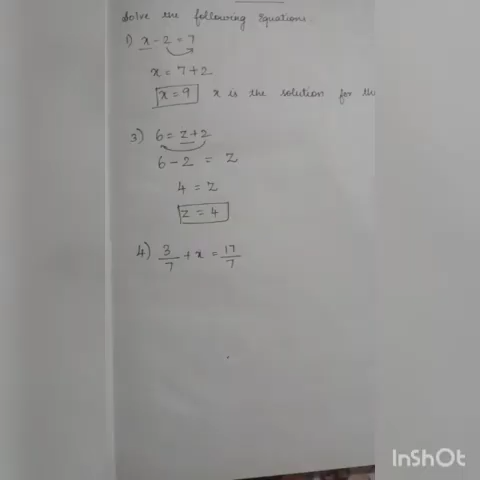 Solve the following Equations
1) x - 2 = 7
x = 7 + 2
x = 9 x is the solution for the
3) 6 = z + 2
6 - 2 = z
4 = z
z = 4
4) 3/7 + x = 17/7
InShOt